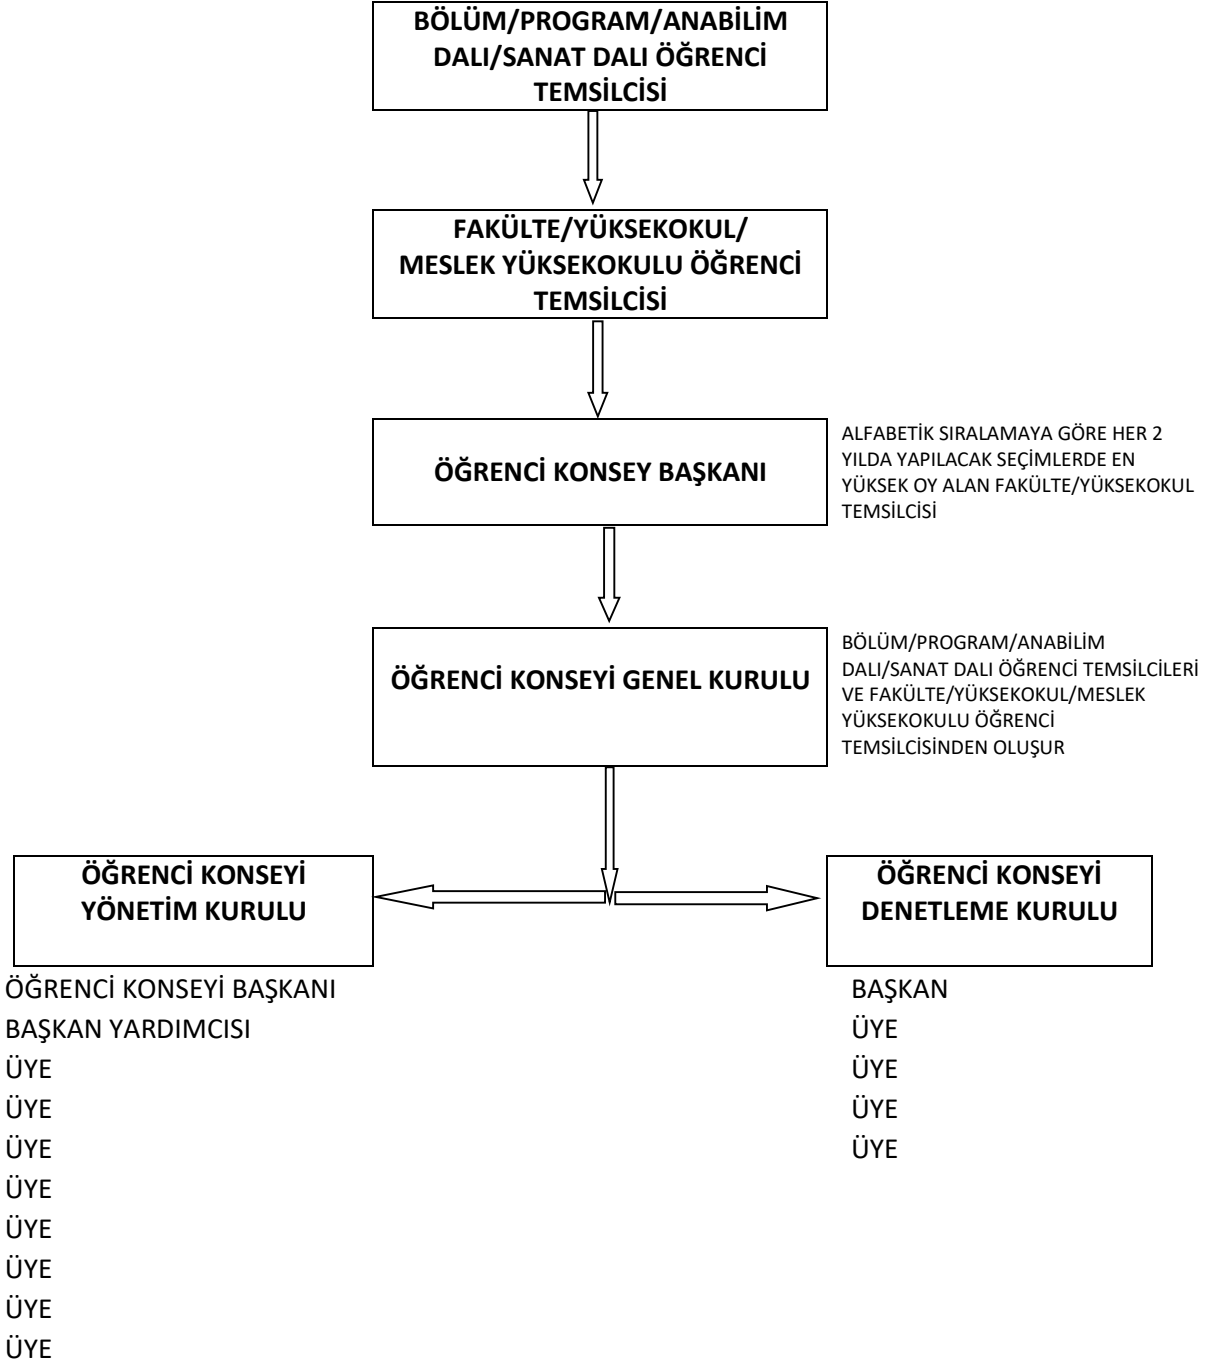 BÖLÜM/PROGRAM/ANABİLİM
DALI/SANAT DALI ÖĞRENCİ
TEMSİLCİSİ
FAKÜLTE/YÜKSEKOKUL/
MESLEK YÜKSEKOKULU ÖĞRENCİ
TEMSİLCİSİ
ÖĞRENCİ KONSEY BAŞKANI
ALFABETİK SIRALAMAYA GÖRE HER 2
YILDA YAPILACAK SEÇİMLERDE EN
YÜKSEK OY ALAN FAKÜLTE/YÜKSEKOKUL
TEMSİLCİSİ
ÖĞRENCİ KONSEYİ GENEL KURULU
BÖLÜM/PROGRAM/ANABİLİM
DALI/SANAT DALI ÖĞRENCİ TEMSİLCİLERİ
VE FAKÜLTE/YÜKSEKOKUL/MESLEK
YÜKSEKOKULU ÖĞRENCİ
TEMSİLCİSİNDEN OLUŞUR
ÖĞRENCİ KONSEYİ
YÖNETİM KURULU
ÖĞRENCİ KONSEYİ BAŞKANI
BAŞKAN YARDIMCISI
ÜYE
ÜYE
ÜYE
ÜYE
ÜYE
ÜYE
ÜYE
ÜYE
ÖĞRENCİ KONSEYİ
DENETLEME KURULU
BAŞKAN
ÜYE
ÜYE
ÜYE
ÜYE